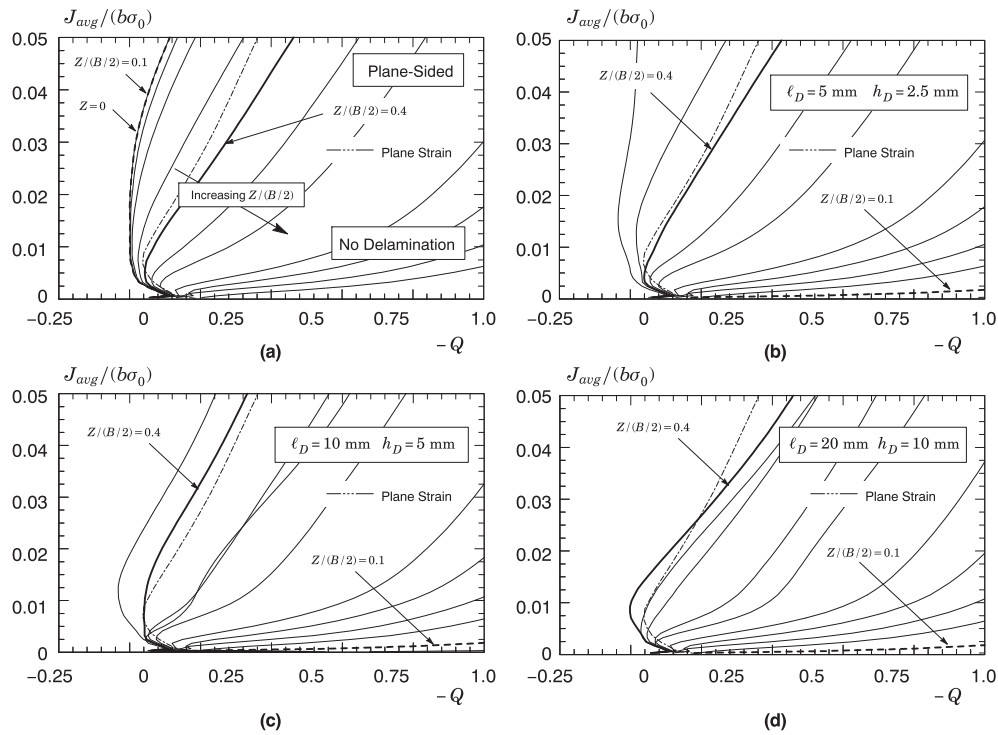 J_avg/(bσ₀)
0.05
0.04
0.03
0.02
0.01
0
Z/(B/2)=0.1
Z=0
Plane-Sided
Z/(B/2)=0.4
Plane Strain
Increasing Z/(B/2)
No Delamination
−0.25 0 0.25 0.5 0.75 1.0
−Q
(a)
J_avg/(bσ₀)
0.05
0.04
0.03
0.02
0.01
0
Z/(B/2)=0.4
ℓ_D=5 mm h_D=2.5 mm
Plane Strain
Z/(B/2)=0.1
−0.25 0 0.25 0.5 0.75 1.0
−Q
(b)
J_avg/(bσ₀)
0.05
0.04
0.03
0.02
0.01
0
Z/(B/2)=0.4
ℓ_D=10 mm h_D=5 mm
Plane Strain
Z/(B/2)=0.1
−0.25 0 0.25 0.5 0.75 1.0
−Q
(c)
J_avg/(bσ₀)
0.05
0.04
0.03
0.02
0.01
0
Z/(B/2)=0.4
ℓ_D=20 mm h_D=10 mm
Plane Strain
Z/(B/2)=0.1
−0.25 0 0.25 0.5 0.75 1.0
−Q
(d)